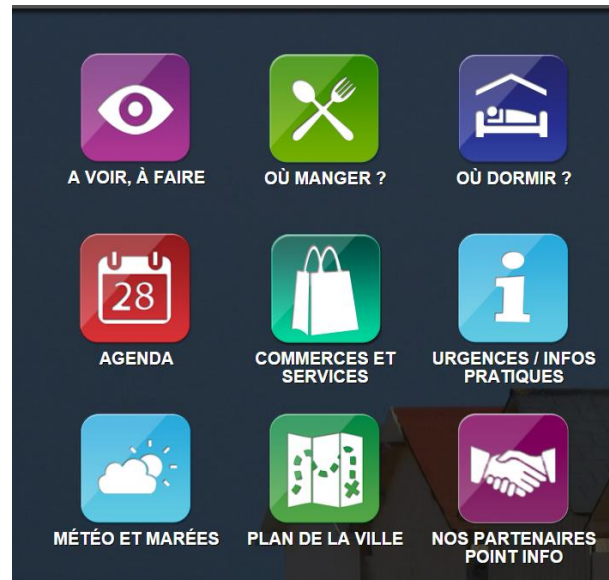 A VOIR, À FAIRE
OÙ MANGER ?
OÙ DORMIR ?
28
AGENDA
COMMERCES ET
SERVICES
URGENCES / INFOS
PRATIQUES
MÉTÉO ET MARÉES
PLAN DE LA VILLE
NOS PARTENAIRES
POINT INFO